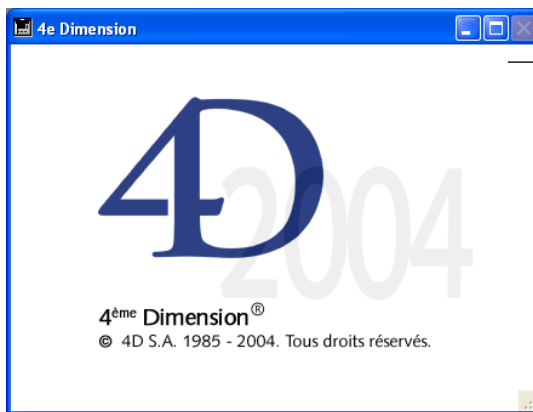 4e Dimension
4D
2004
4ème Dimension®
© 4D S.A. 1985 - 2004. Tous droits réservés.